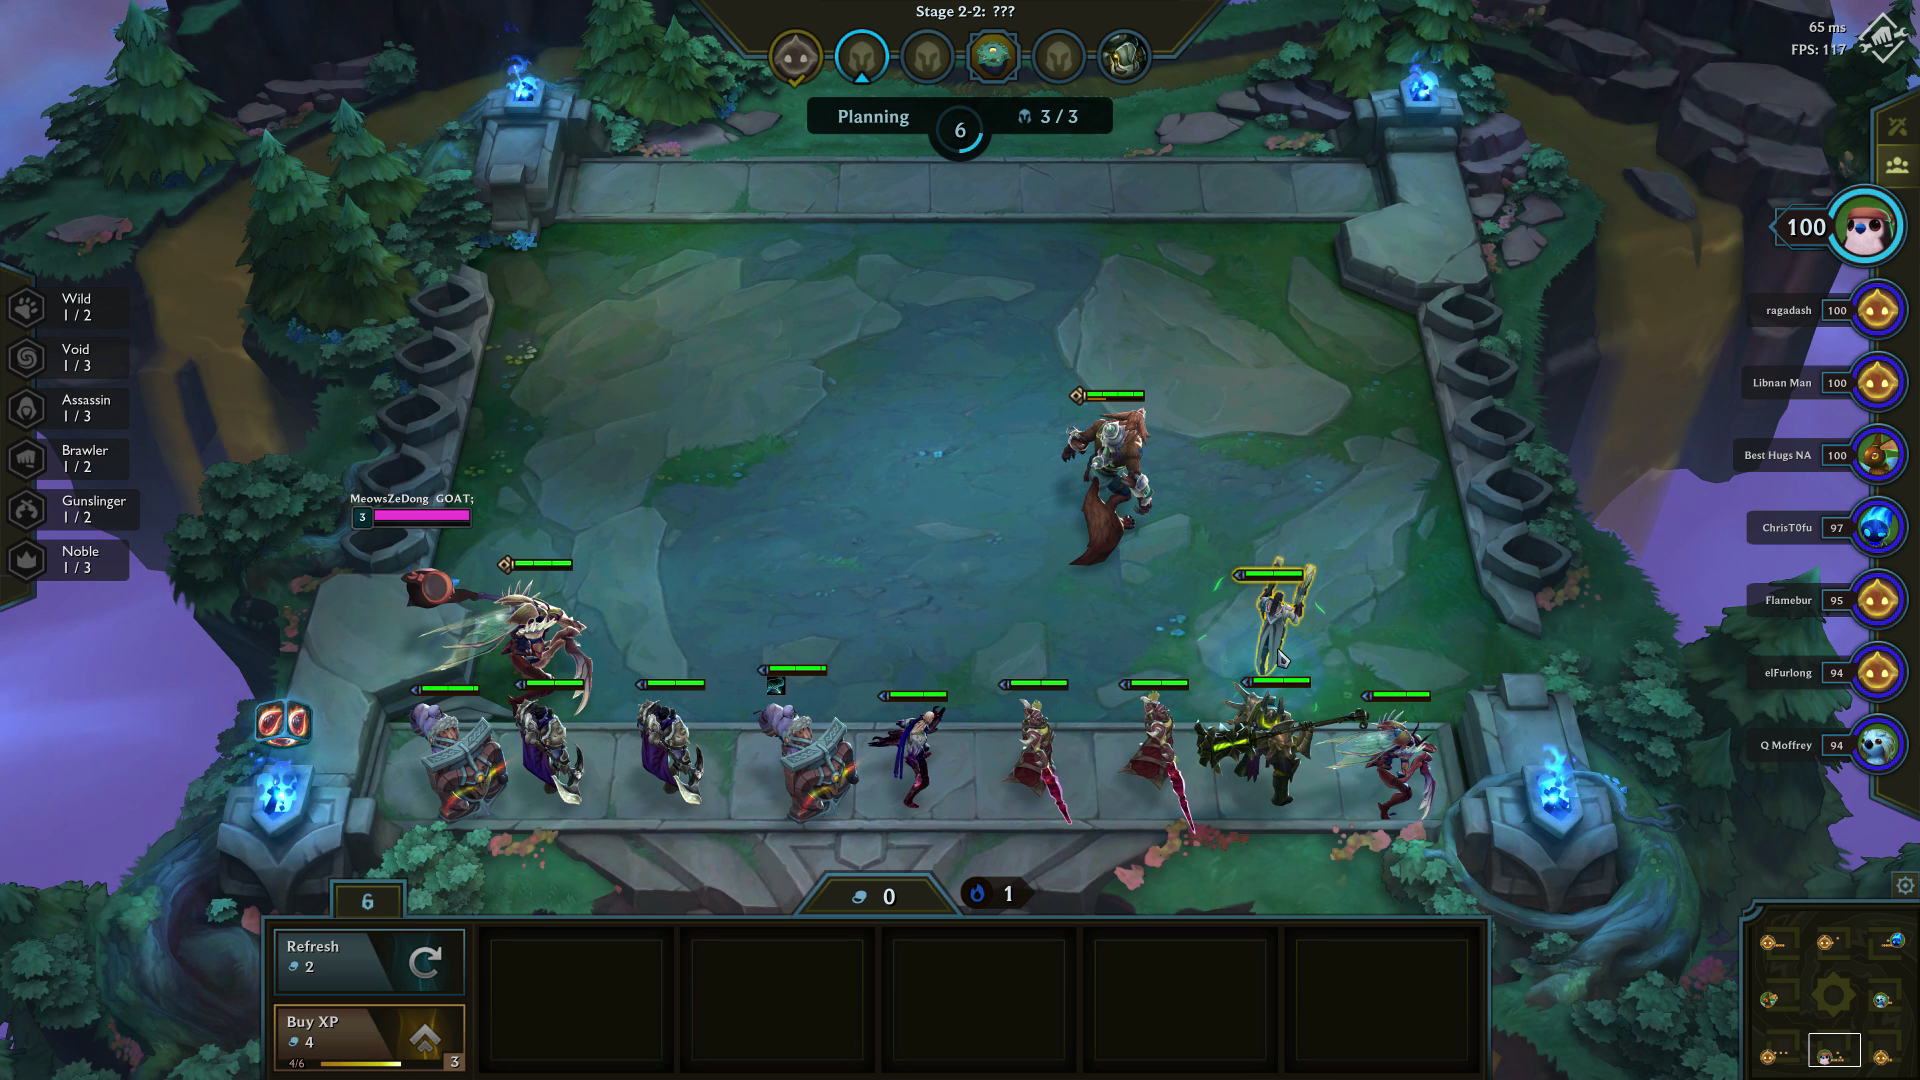 Stage 2-2: ???
65 ms
FPS: 117
Planning
6
3 / 3
100
ragadash
100
Libnan Man
100
Best Hugs NA
100
ChrisT0fu
97
Flamebur
95
elFurlong
94
Q Moffrey
94
Wild
1 / 2
Void
1 / 3
Assassin
1 / 3
Brawler
1 / 2
Gunslinger
1 / 2
Noble
1 / 3
MeowsZeDong GOAT;
3
6
0
1
Refresh
2
Buy XP
4
4/6
3